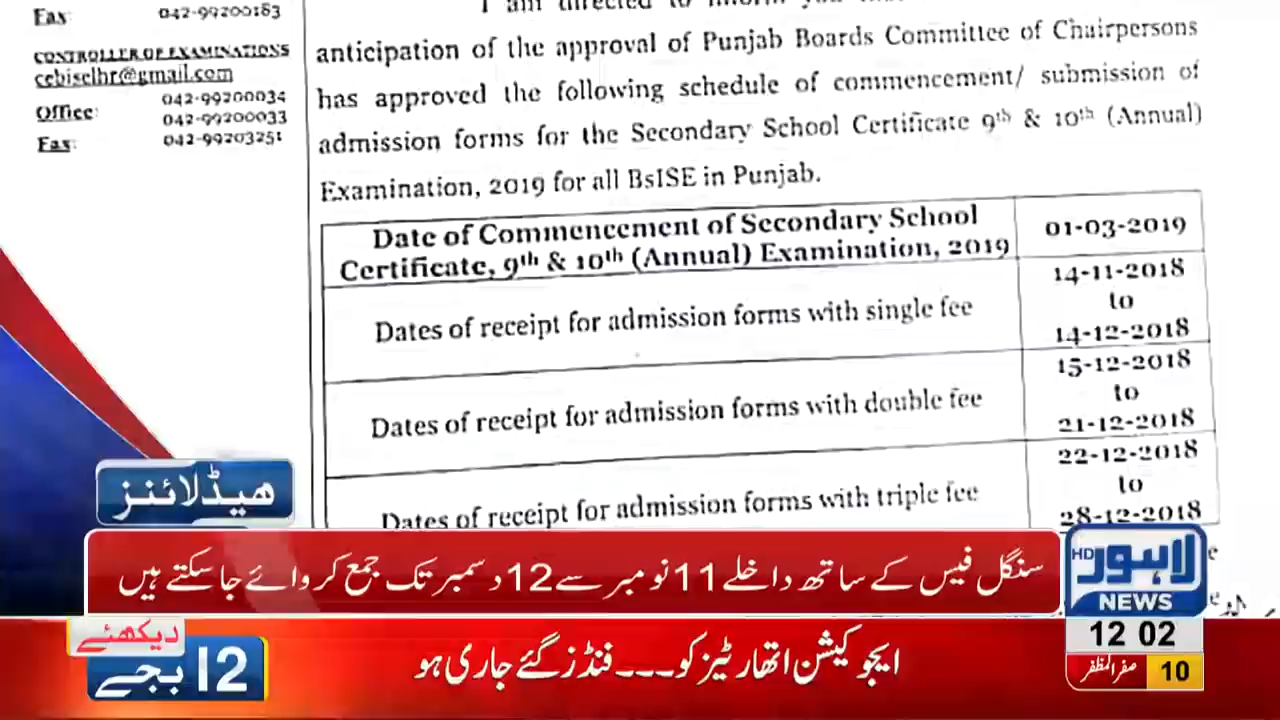 Fax: 042-99200183
CONTROLLER OF EXAMINATIONS
cebiselhr@gmail.com
Office: 042-99200034
042-99200033
Fax: 042-99203251
I am directed to inform you
anticipation of the approval of Punjab Boards Committee of Chairpersons
has approved the following schedule of commencement/ submission of
admission forms for the Secondary School Certificate 9th & 10th (Annual)
Examination, 2019 for all BsISE in Punjab.
Date of Commencement of Secondary School
Certificate, 9th & 10th (Annual) Examination, 2019
01-03-2019
Dates of receipt for admission forms with single fee
14-11-2018
to
14-12-2018
Dates of receipt for admission forms with double fee
15-12-2018
to
21-12-2018
Dates of receipt for admission forms with triple fee
22-12-2018
to
28-12-2018
ہیڈلائنز
سنگل فیس کے ساتھ داخلے 11 نومبر سے 12 دسمبر تک جمع کروائے جاسکتے ہیں
لاہور HD
NEWS
12 02
10 صفرالمظفر
دیکھئے
12 بجے
ایجوکیشن اتھارٹیز کو۔۔۔ فنڈز گئے جاری ہو